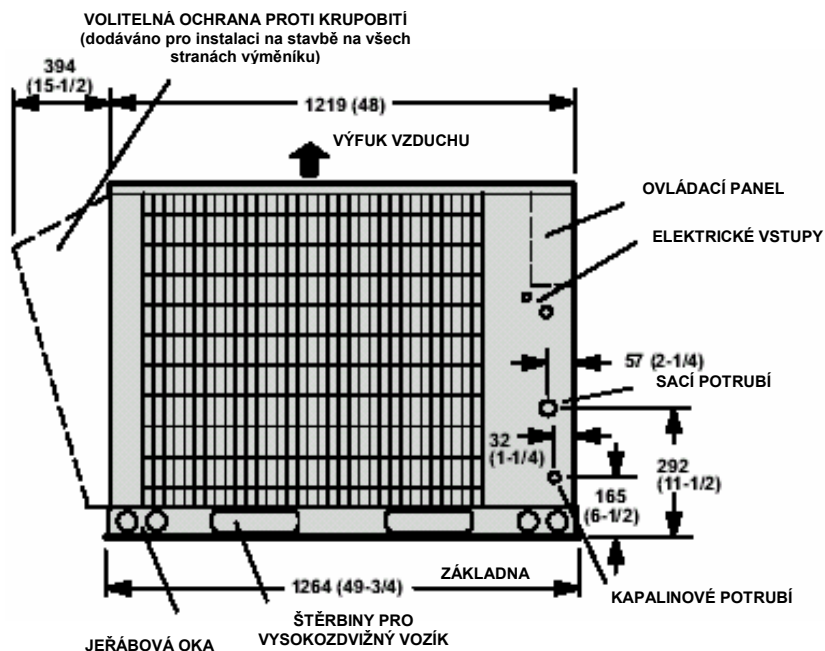 VOLITELNÁ OCHRANA PROTI KRUPOBITÍ
(dodáváno pro instalaci na stavbě na všech
stranách výměníku)
394
(15-1/2)
1219 (48)
VÝFUK VZDUCHU
OVLÁDACÍ PANEL
ELEKTRICKÉ VSTUPY
57 (2-1/4)
SACÍ POTRUBÍ
32
(1-1/4)
292
(11-1/2)
165
(6-1/2)
ZÁKLADNA
1264 (49-3/4)
KAPALINOVÉ POTRUBÍ
ŠTĚRBINY PRO
VYSOKOZDVIŽNÝ VOZÍK
JEŘÁBOVÁ OKA